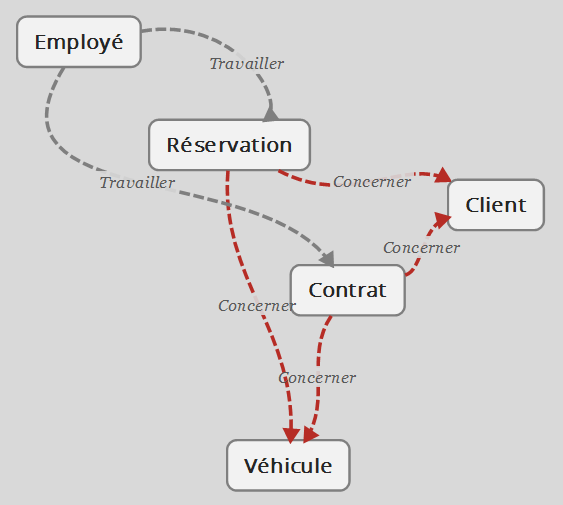 Employé
Travailler
Réservation
Travailler
Concerner
Client
Concerner
Contrat
Concerner
Concerner
Véhicule